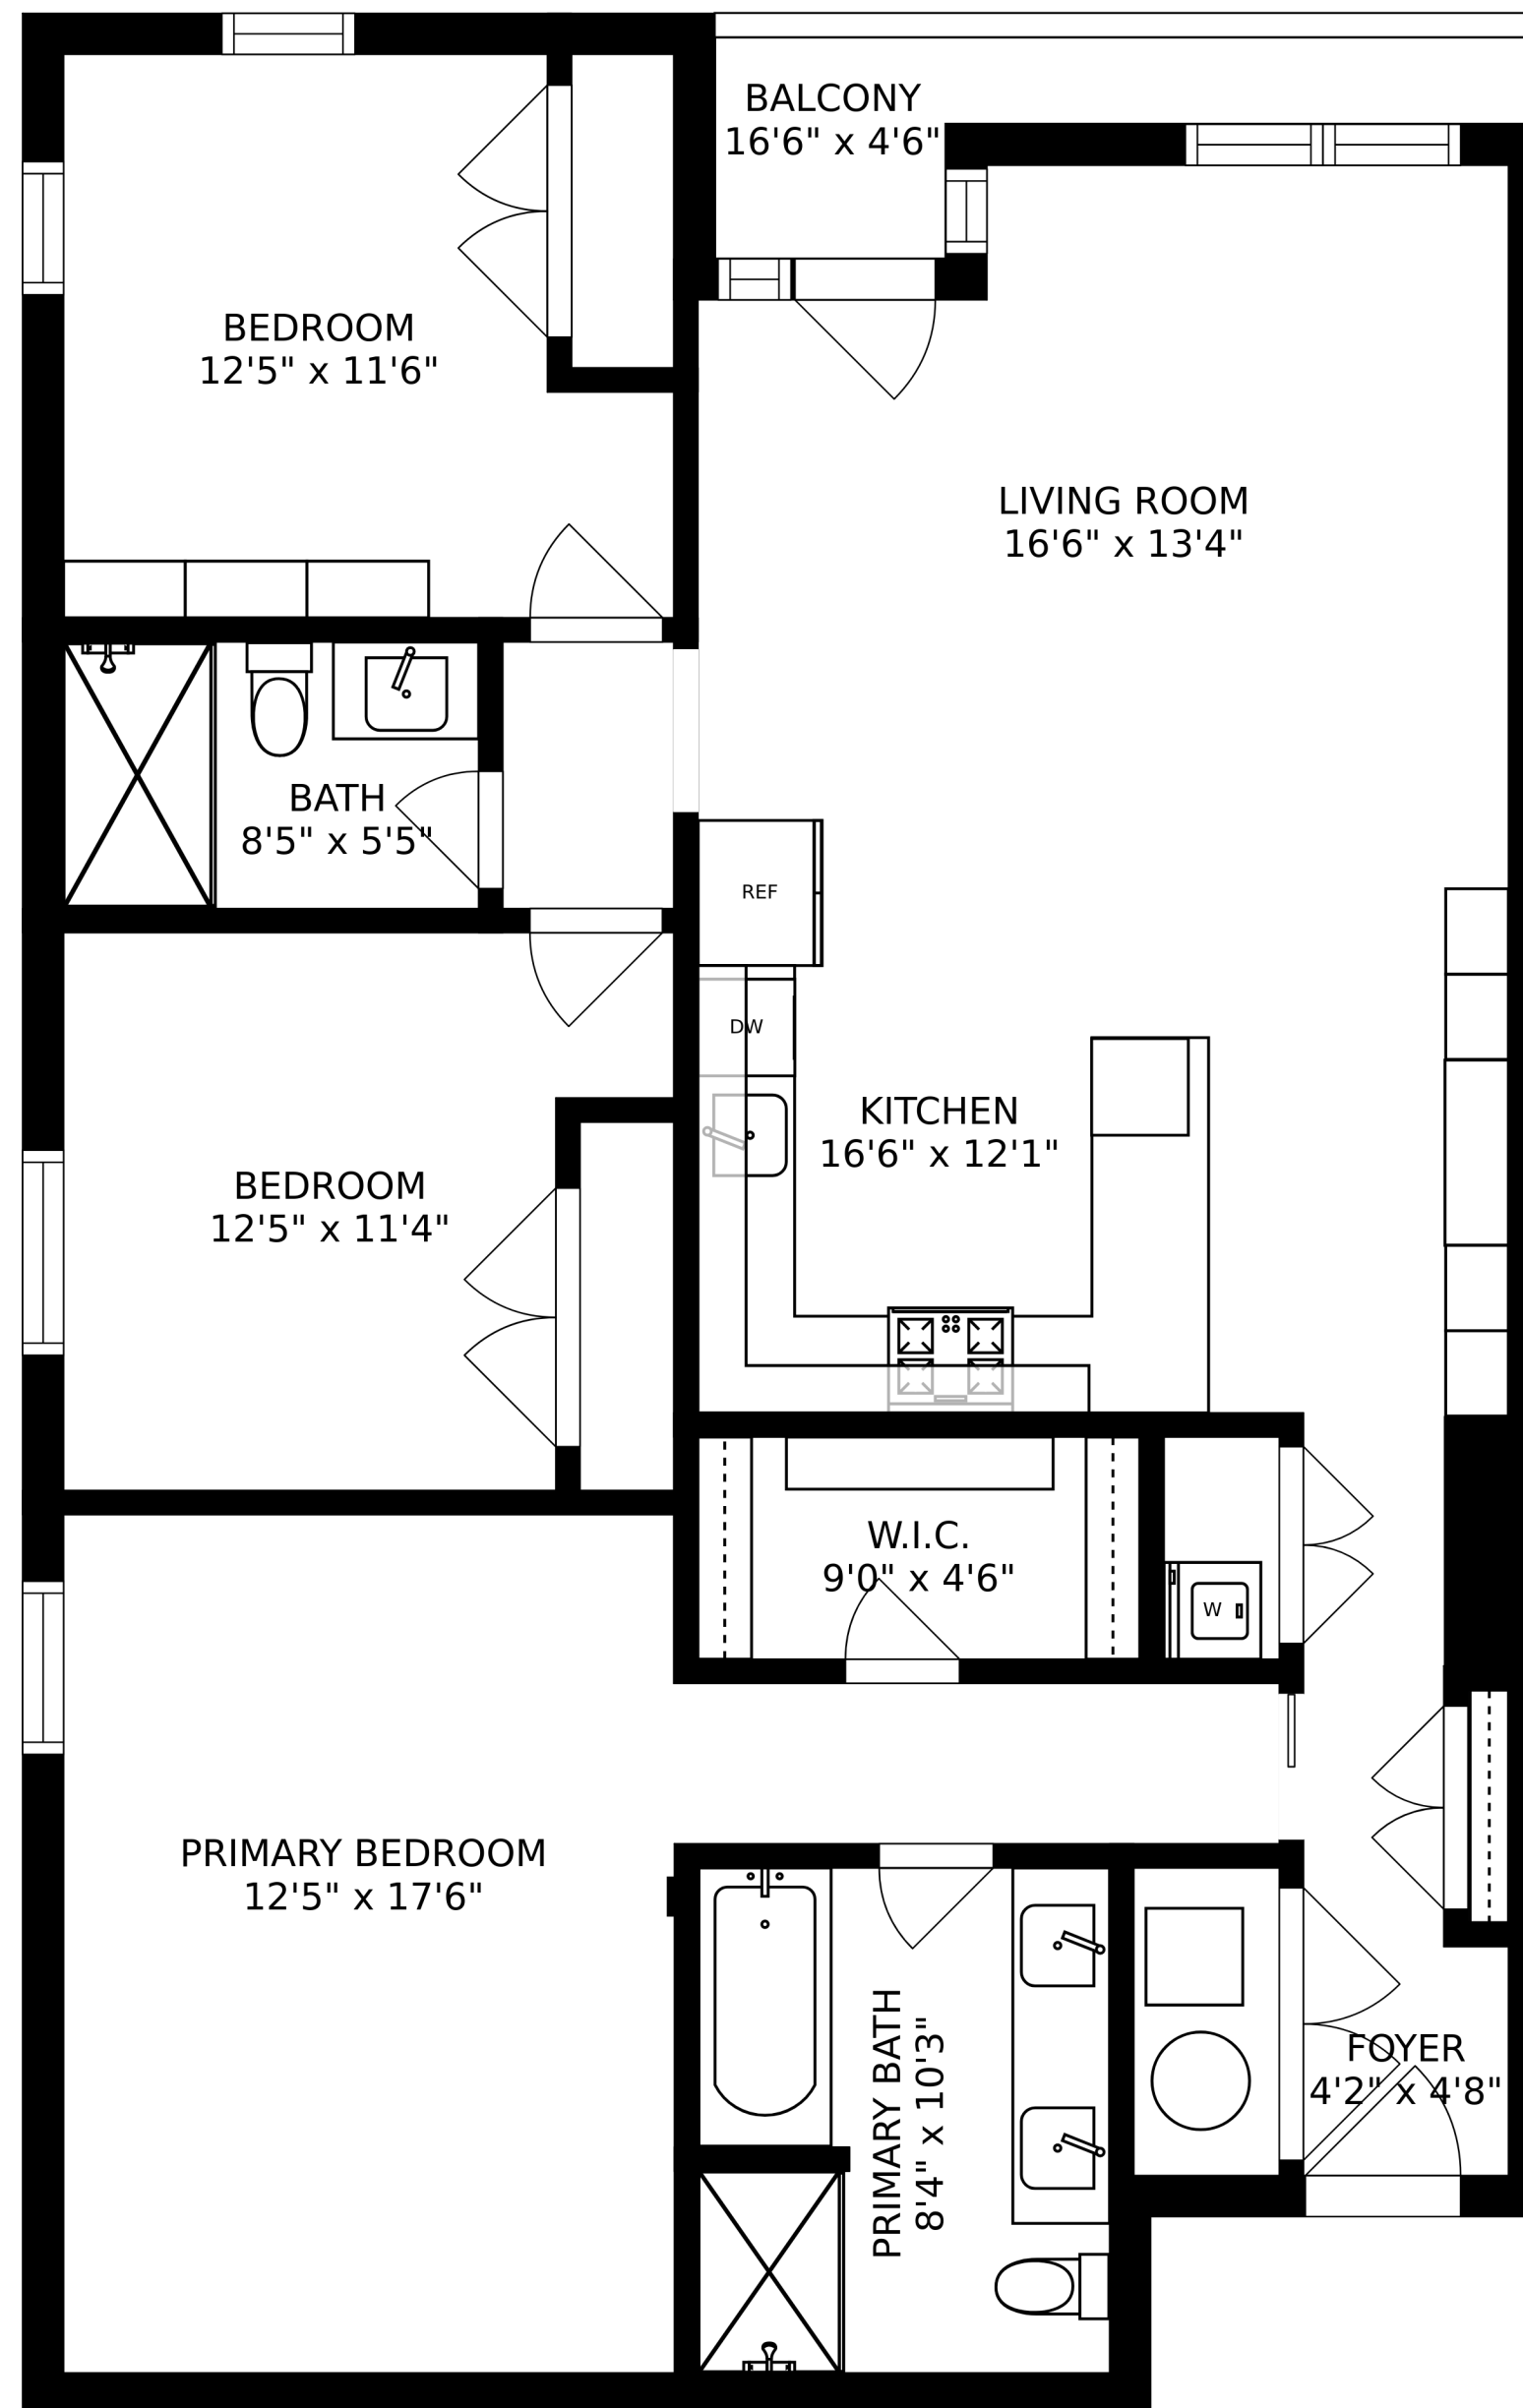 BALCONY
16'6" x 4'6"
BEDROOM
12'5" x 11'6"
LIVING ROOM
16'6" x 13'4"
BATH
8'5" x 5'5"
REF
DW
KITCHEN
16'6" x 12'1"
BEDROOM
12'5" x 11'4"
W.I.C.
9'0" x 4'6"
W
PRIMARY BEDROOM
12'5" x 17'6"
PRIMARY BATH
8'4" x 10'3"
FOYER
4'2" x 4'8"